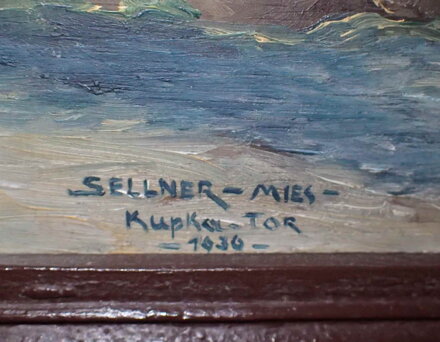 SELLNER - MIES -
Kupka-Tor
- 1936 -